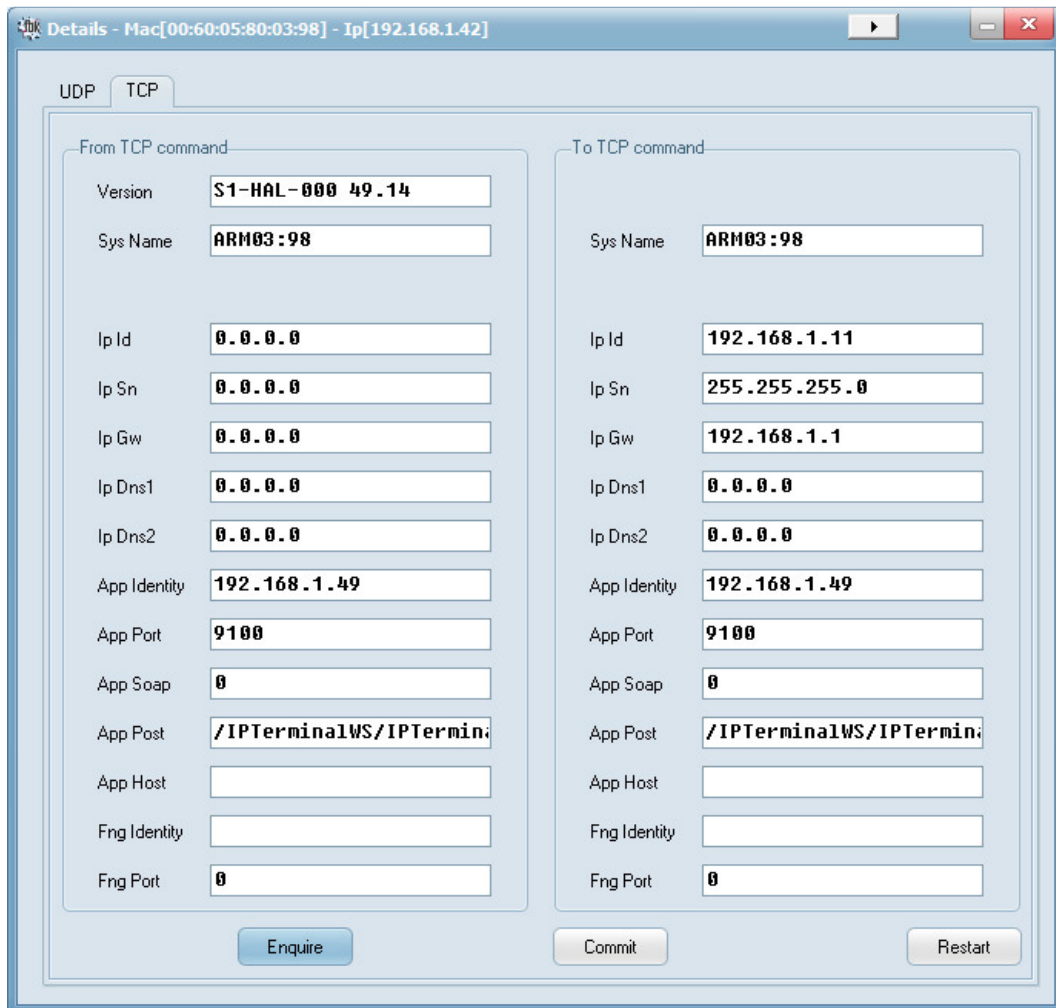 Details - Mac[00:60:05:80:03:98] - Ip[192.168.1.42]
UDP TCP
From TCP command
Version S1-HAL-000 49.14
Sys Name ARM03:98
Ip Id 0.0.0.0
Ip Sn 0.0.0.0
Ip Gw 0.0.0.0
Ip Dns1 0.0.0.0
Ip Dns2 0.0.0.0
App Identity 192.168.1.49
App Port 9100
App Soap 0
App Post /IPTerminalWS/IPTermina
App Host
Fng Identity
Fng Port 0
Enquire
To TCP command
Sys Name ARM03:98
Ip Id 192.168.1.11
Ip Sn 255.255.255.0
Ip Gw 192.168.1.1
Ip Dns1 0.0.0.0
Ip Dns2 0.0.0.0
App Identity 192.168.1.49
App Port 9100
App Soap 0
App Post /IPTerminalWS/IPTermina
App Host
Fng Identity
Fng Port 0
Commit Restart